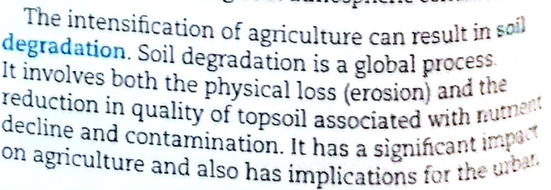 The intensification of agriculture can result in soil
degradation. Soil degradation is a global process.
It involves both the physical loss (erosion) and the
reduction in quality of topsoil associated with nutrient
decline and contamination. It has a significant impact
on agriculture and also has implications for the urban